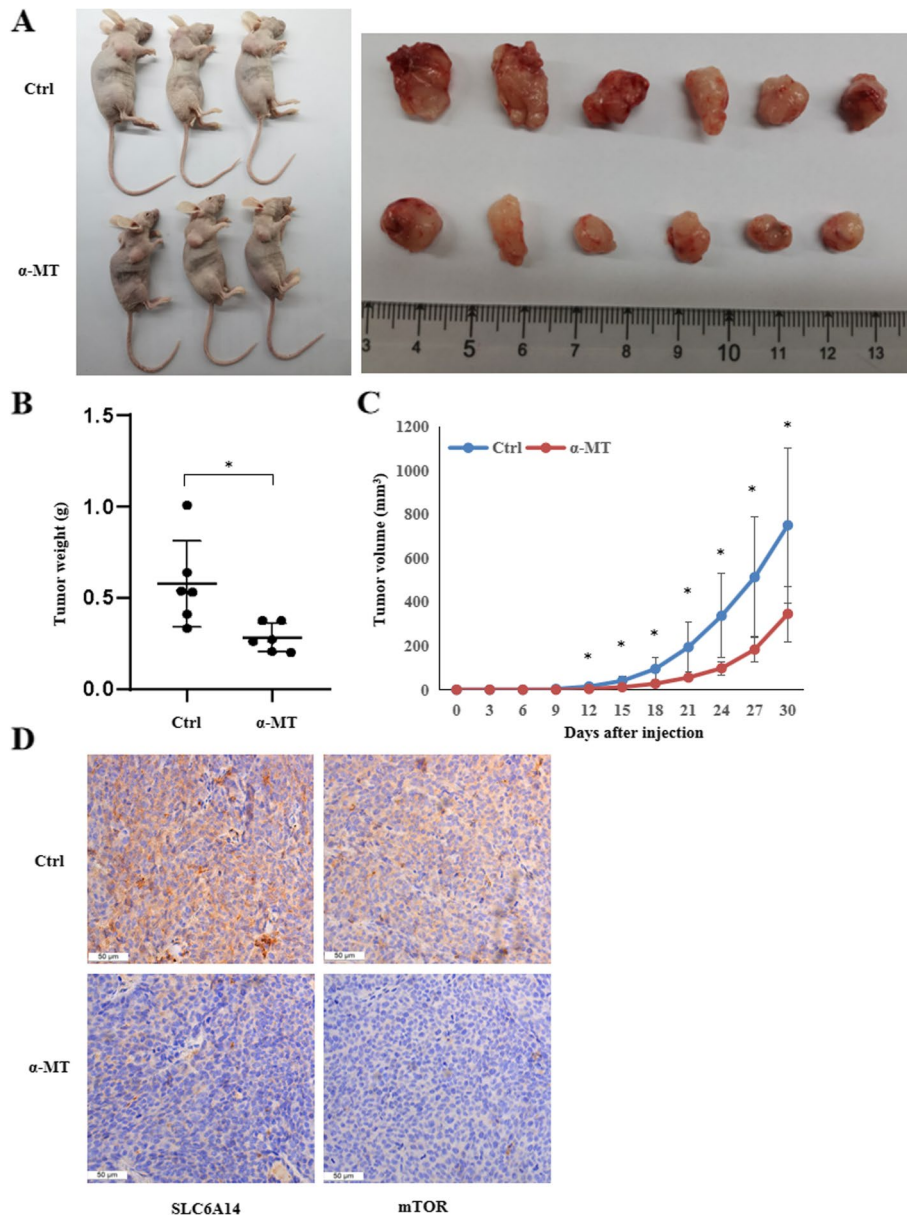 A
Ctrl
α-MT
3 4 5 6 7 8 9 10 11 12 13
B
1.5
1.0
0.5
0.0
Tumor weight (g)
*
Ctrl α-MT
C
1200
1000
800
600
400
200
0
Tumor volume (mm³)
Ctrl α-MT
* * * * * * *
0 3 6 9 12 15 18 21 24 27 30
Days after injection
D
Ctrl
50 µm 50 µm
α-MT
50 µm 50 µm
SLC6A14 mTOR